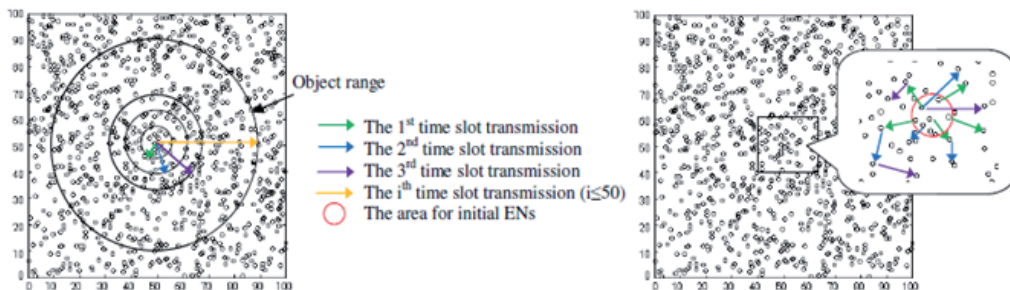 100
90
80
70
60
50
40
30
20
10
0
0 10 20 30 40 50 60 70 80 90 100
Object range
The 1st time slot transmission
The 2nd time slot transmission
The 3rd time slot transmission
The ith time slot transmission (i≤50)
The area for initial ENs
100
90
80
70
60
50
40
30
20
10
0
0 10 20 30 40 50 60 70 80 90 100